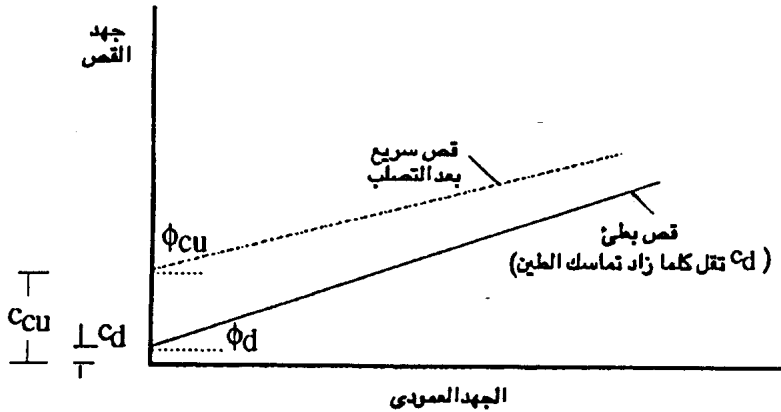 جهد
القص
قص سريع
بعد التصلب
φcu
قص بطئ
(cd تقل كلما زاد تماسك الطين)
ccu
cd
φd
الجهد العمودى